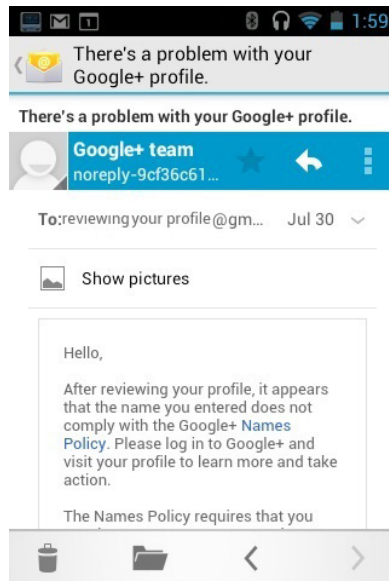 1
1:59
There's a problem with your
Google+ profile.
There's a problem with your Google+ profile.
Google+ team
noreply-9cf36c61...
To:reviewing your profile@gm... Jul 30
Show pictures
Hello,
After reviewing your profile, it appears
that the name you entered does not
comply with the Google+ Names
Policy. Please log in to Google+ and
visit your profile to learn more and take
action.
The Names Policy requires that you